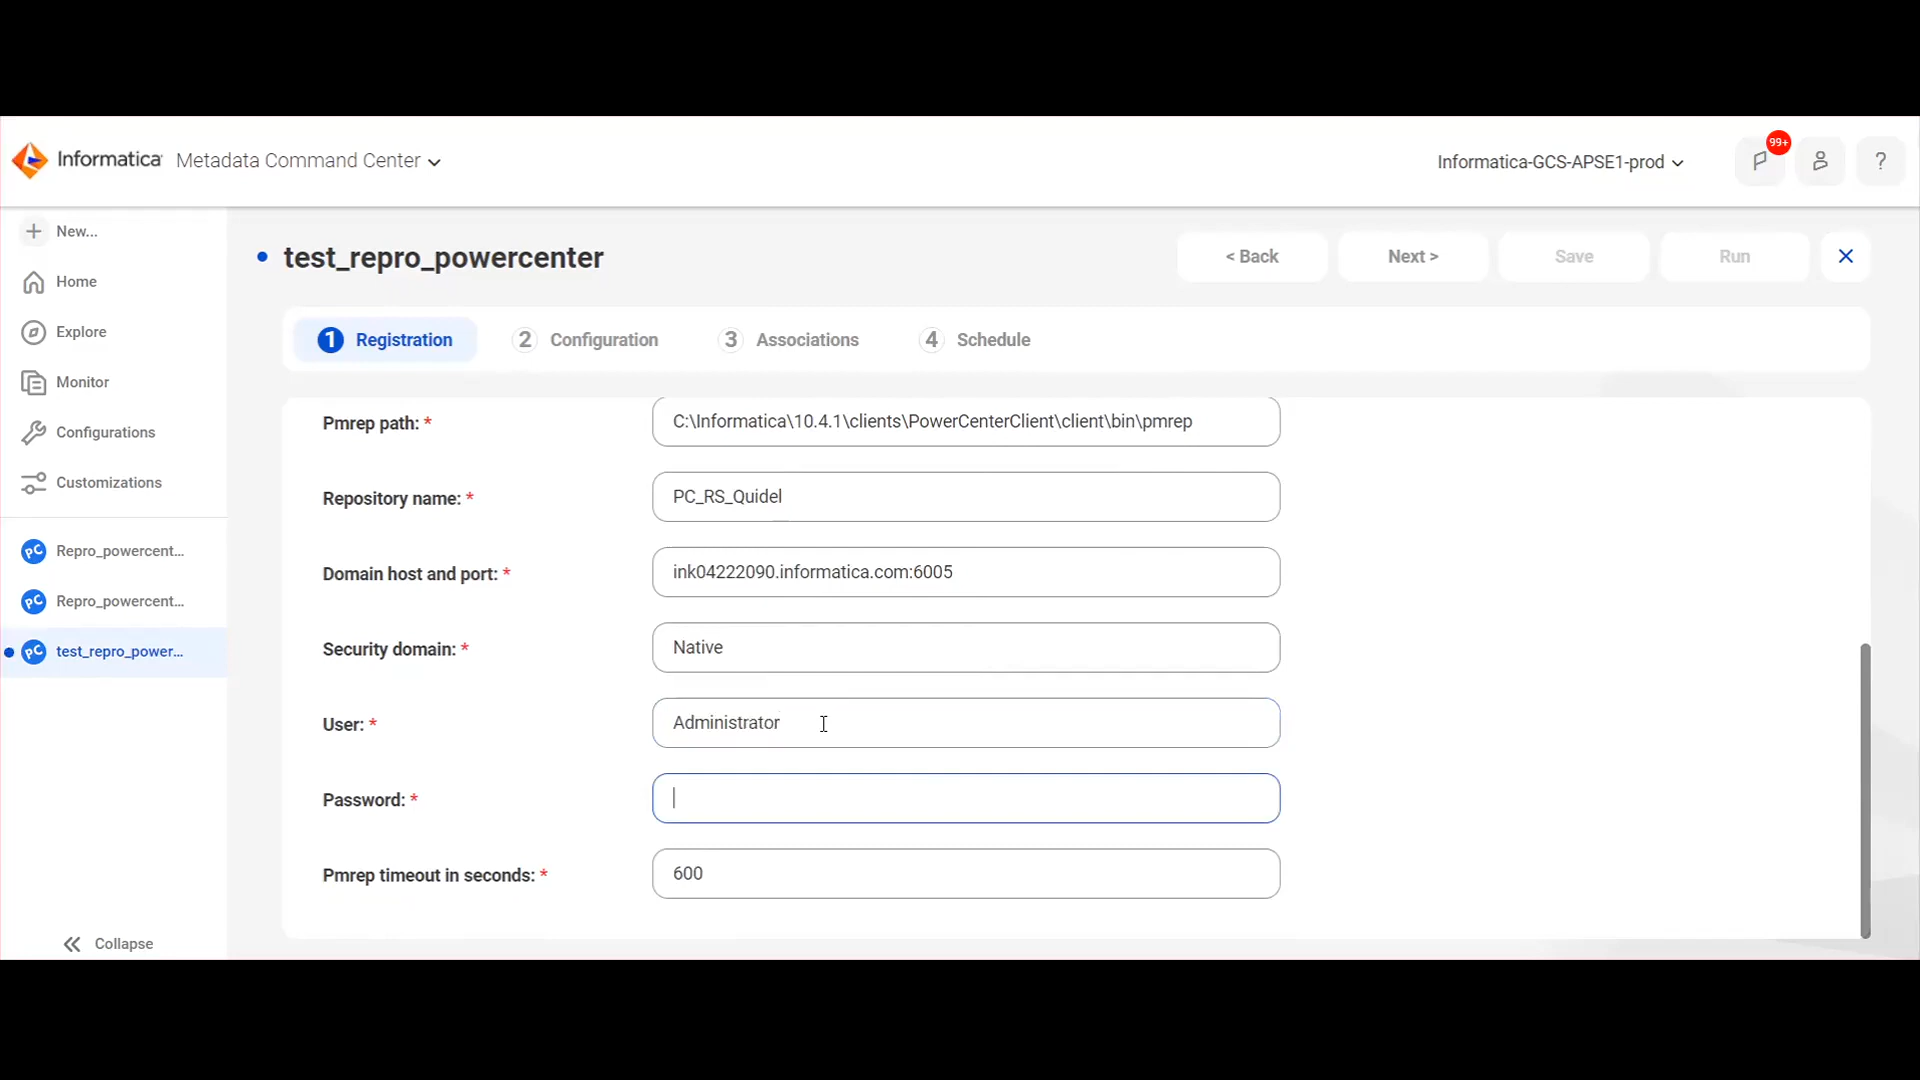 Informatica Metadata Command Center
Informatica-GCS-APSE1-prod
99+
?
New...
Home
Explore
Monitor
Configurations
Customizations
PC Repro_powercent...
PC Repro_powercent...
PC test_repro_power...
Collapse
test_repro_powercenter
< Back
Next >
Save
Run
1 Registration
2 Configuration
3 Associations
4 Schedule
Pmrep path: * C:\Informatica\10.4.1\clients\PowerCenterClient\client\bin\pmrep
Repository name: * PC_RS_Quidel
Domain host and port: * ink04222090.informatica.com:6005
Security domain: * Native
User: * Administrator
Password: *
Pmrep timeout in seconds: * 600